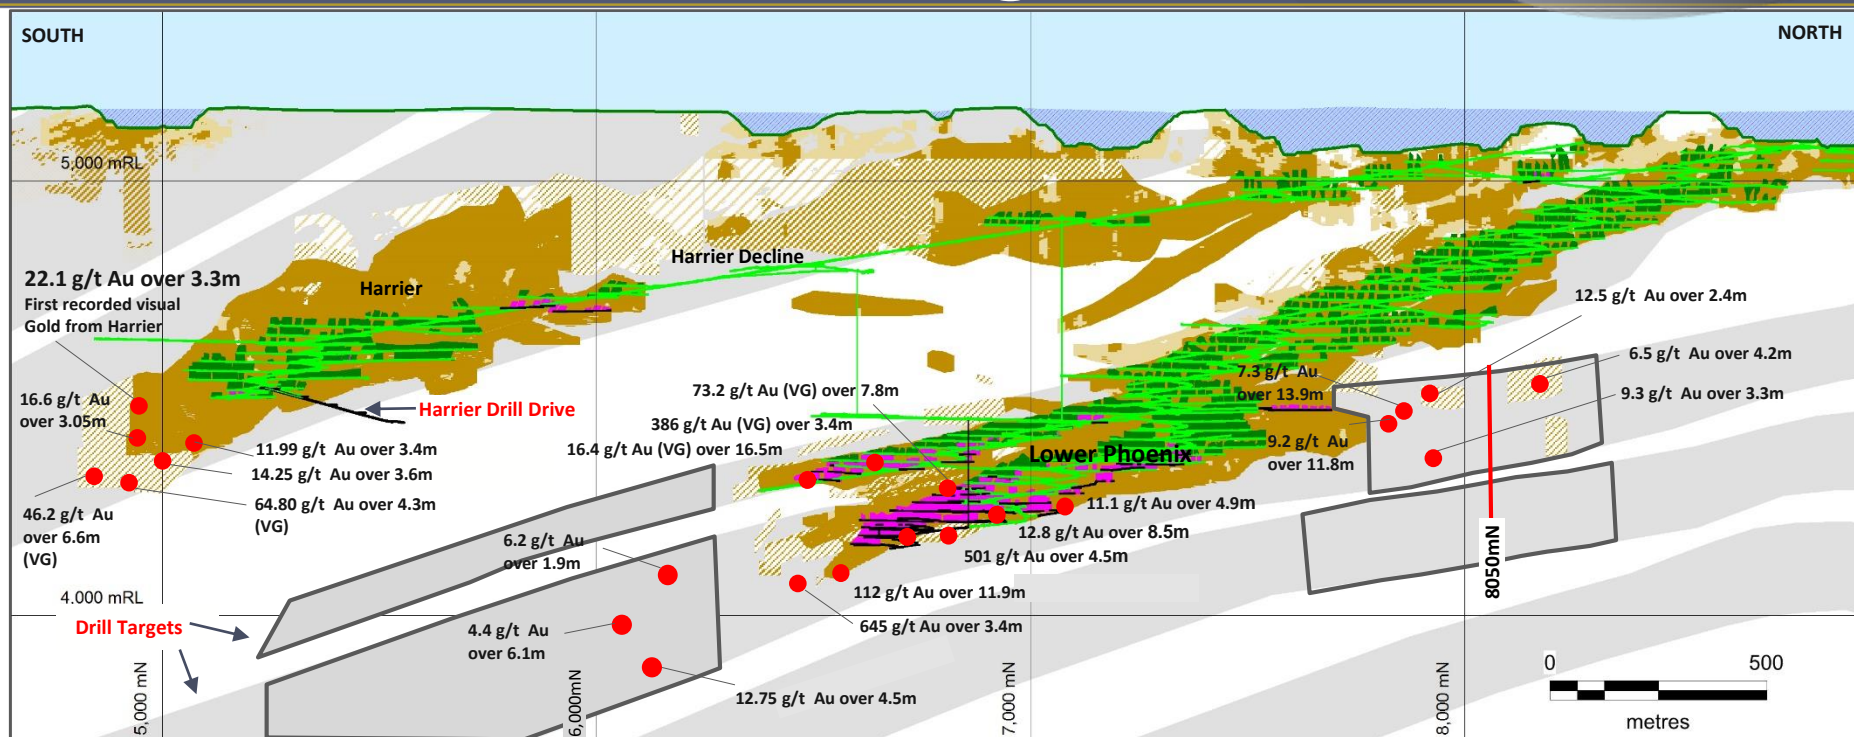 SOUTH
NORTH
5,000 mRL
Harrier Decline
22.1 g/t Au over 3.3m
First recorded visual
Gold from Harrier
Harrier
12.5 g/t Au over 2.4m
6.5 g/t Au over 4.2m
7.3 g/t Au
over 13.9m
9.3 g/t Au over 3.3m
73.2 g/t Au (VG) over 7.8m
16.6 g/t Au
over 3.05m
Harrier Drill Drive
386 g/t Au (VG) over 3.4m
11.99 g/t Au over 3.4m
16.4 g/t Au (VG) over 16.5m
9.2 g/t Au
over 11.8m
Lower Phoenix
14.25 g/t Au over 3.6m
64.80 g/t Au over 4.3m
(VG)
46.2 g/t Au
over 6.6m
(VG)
11.1 g/t Au over 4.9m
12.8 g/t Au over 8.5m
6.2 g/t Au
over 1.9m
501 g/t Au over 4.5m
8050mN
4,000 mRL
112 g/t Au over 11.9m
Drill Targets
4.4 g/t Au
over 6.1m
645 g/t Au over 3.4m
12.75 g/t Au over 4.5m
5,000 mN
6,000mN
7,000 mN
8,000 mN
0 500
metres